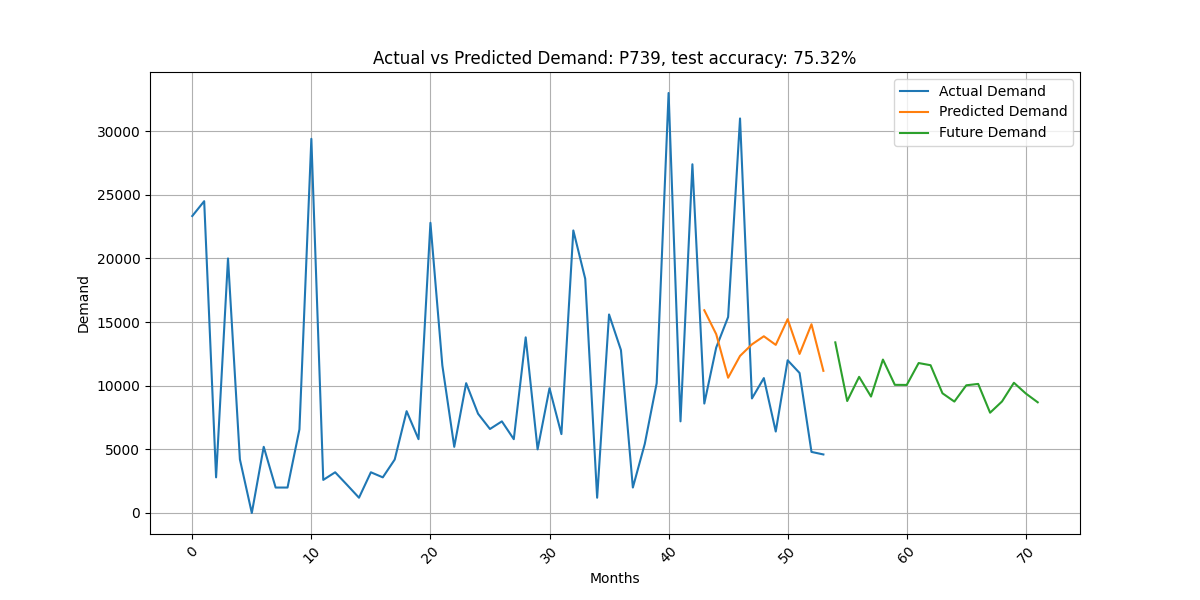 Actual vs Predicted Demand: P739, test accuracy: 75.32%
Actual Demand
Predicted Demand
Future Demand
Demand
30000
25000
20000
15000
10000
5000
0
0
10
20
30
40
50
60
70
Months